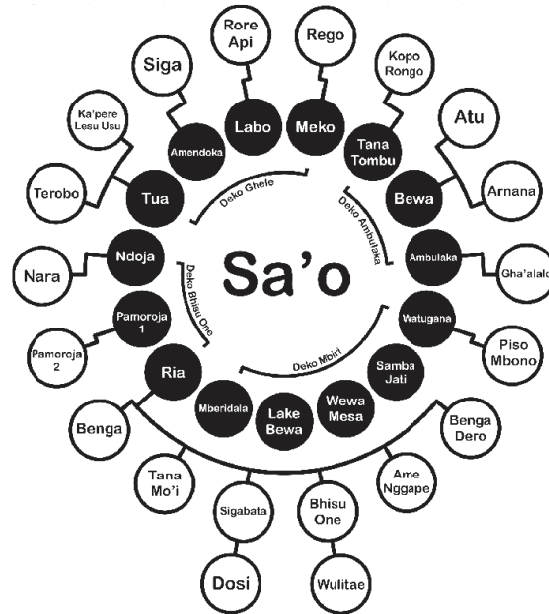 Rore
Api
Rego
Siga
Kopo
Rongo
Ka'pere
Lesu Usu
Atu
Labo
Meko
Amendoka
Tana
Tombu
Terobo
Tua
Bewa
Arnana
Deko Ghele
Deko Ambulaka
Nara
Ndoja
Sa'o
Ambulaka
Gha'alalo
Deko Bhisu One
Pamoroja
1
Watugana
Pamoroja
2
Piso
Mbono
Deko Mbiri
Ria
Samba
Jati
Mberidala
Lake
Bewa
Wewa
Mesa
Benga
Benga
Dero
Tana
Mo'i
Ame
Nggape
Sigabata
Bhisu
One
Dosi
Wulitae